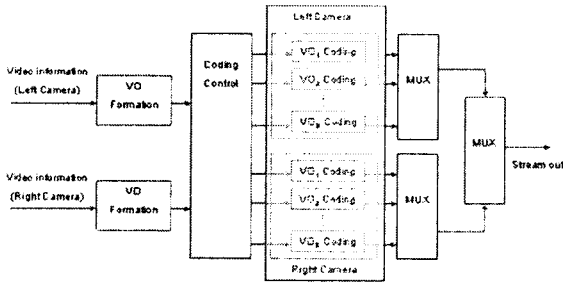 Left Camera
Video information
(Left Camera)
VO
Formation
Coding
Control
VO₁ Coding
VO₂ Coding
VOₙ Coding
MUX
MUX
Stream out
Video information
(Right Camera)
VO
Formation
VO₁ Coding
VO₂ Coding
VOₙ Coding
MUX
Right Camera